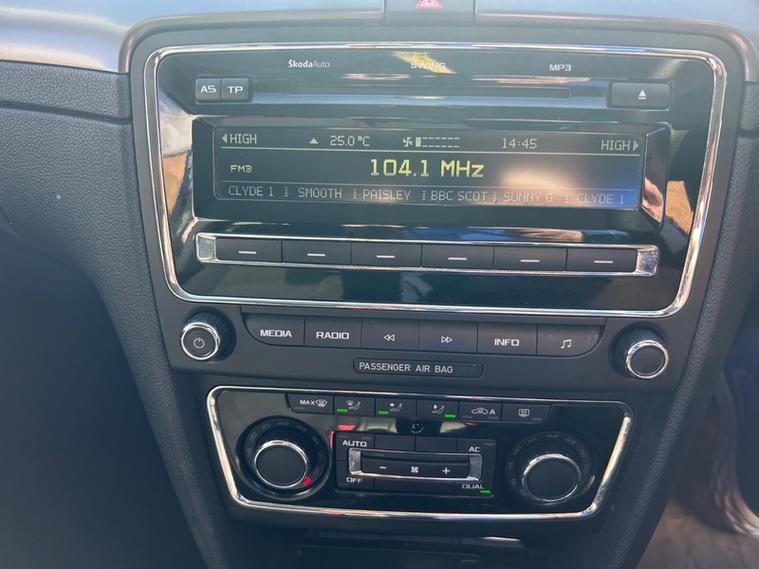 ŠkodaAuto SWING MP3
AS TP
HIGH 25.0°C 14:45 HIGH
FM3 104.1 MHz
CLYDE 1 SMOOTH PAISLEY BBC SCOT SUNNY G CLYDE 1
MEDIA RADIO INFO
PASSENGER AIR BAG
MAX A
AUTO AC
OFF DUAL